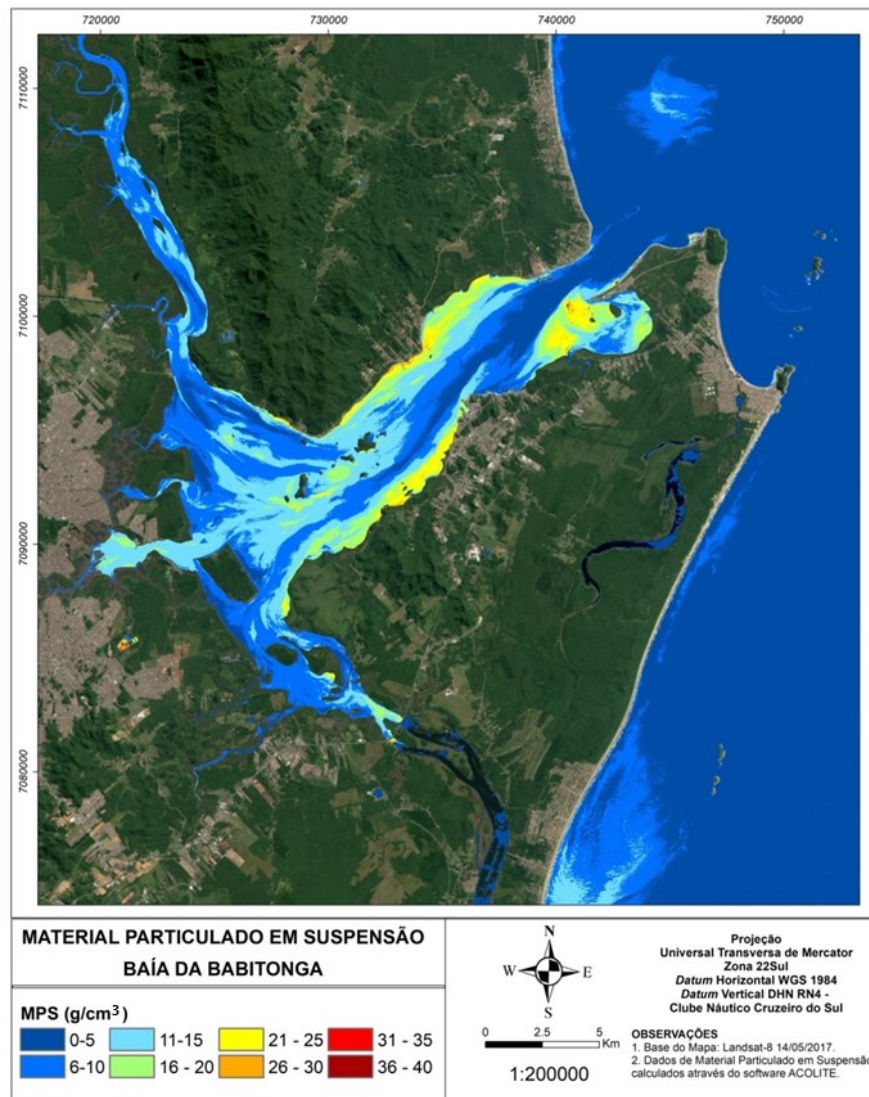 720000 730000 740000 750000
7110000
7100000
7090000
7080000
MATERIAL PARTICULADO EM SUSPENSÃO
BAÍA DA BABITONGA
MPS (g/cm³)
0-5 11-15 21 - 25 31 - 35
6-10 16 - 20 26 - 30 36 - 40
N
W E
S
0 2.5 5
Km
1:200000
Projeção
Universal Transversa de Mercator
Zona 22Sul
Datum Horizontal WGS 1984
Datum Vertical DHN RN4 -
Clube Náutico Cruzeiro do Sul
OBSERVAÇÕES
1. Base do Mapa: Landsat-8 14/05/2017.
2. Dados de Material Particulado em Suspensão
calculados através do software ACOLITE.